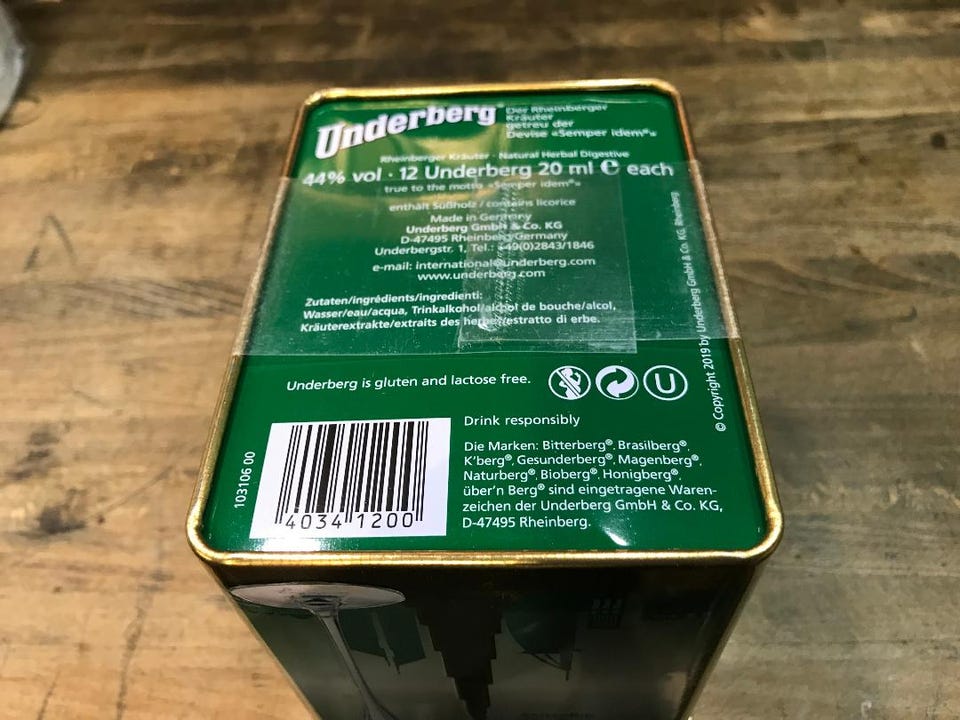 Underberg®
Der Rheinberger
Kräuter
getreu der
Devise «Semper idem®»
Rheinberger Kräuter · Natural Herbal Digestive
44% vol · 12 Underberg 20 ml ℮ each
true to the motto «Semper idem®»
enthält Süßholz / contains licorice
Made in Germany
Underberg GmbH & Co. KG
D-47495 Rheinberg/Germany
Underbergstr. 1, Tel.: +49(0)2843/1846
e-mail: international@underberg.com
www.underberg.com
Zutaten/ingrédients/ingredienti:
Wasser/eau/acqua, Trinkalkohol/alcool de bouche/alcol,
Kräuterextrakte/extraits des herbes/estratto di erbe.
Underberg is gluten and lactose free.
U
© Copyright 2019 by Underberg GmbH & Co. KG, Rheinberg
Drink responsibly
Die Marken: Bitterberg®, Brasilberg®,
K'berg®, Gesunderberg®, Magenberg®,
Naturberg®, Bioberg®, Honigberg®,
über'n Berg® sind eingetragene Waren-
zeichen der Underberg GmbH & Co. KG,
D-47495 Rheinberg.
103106 00
4034 1200